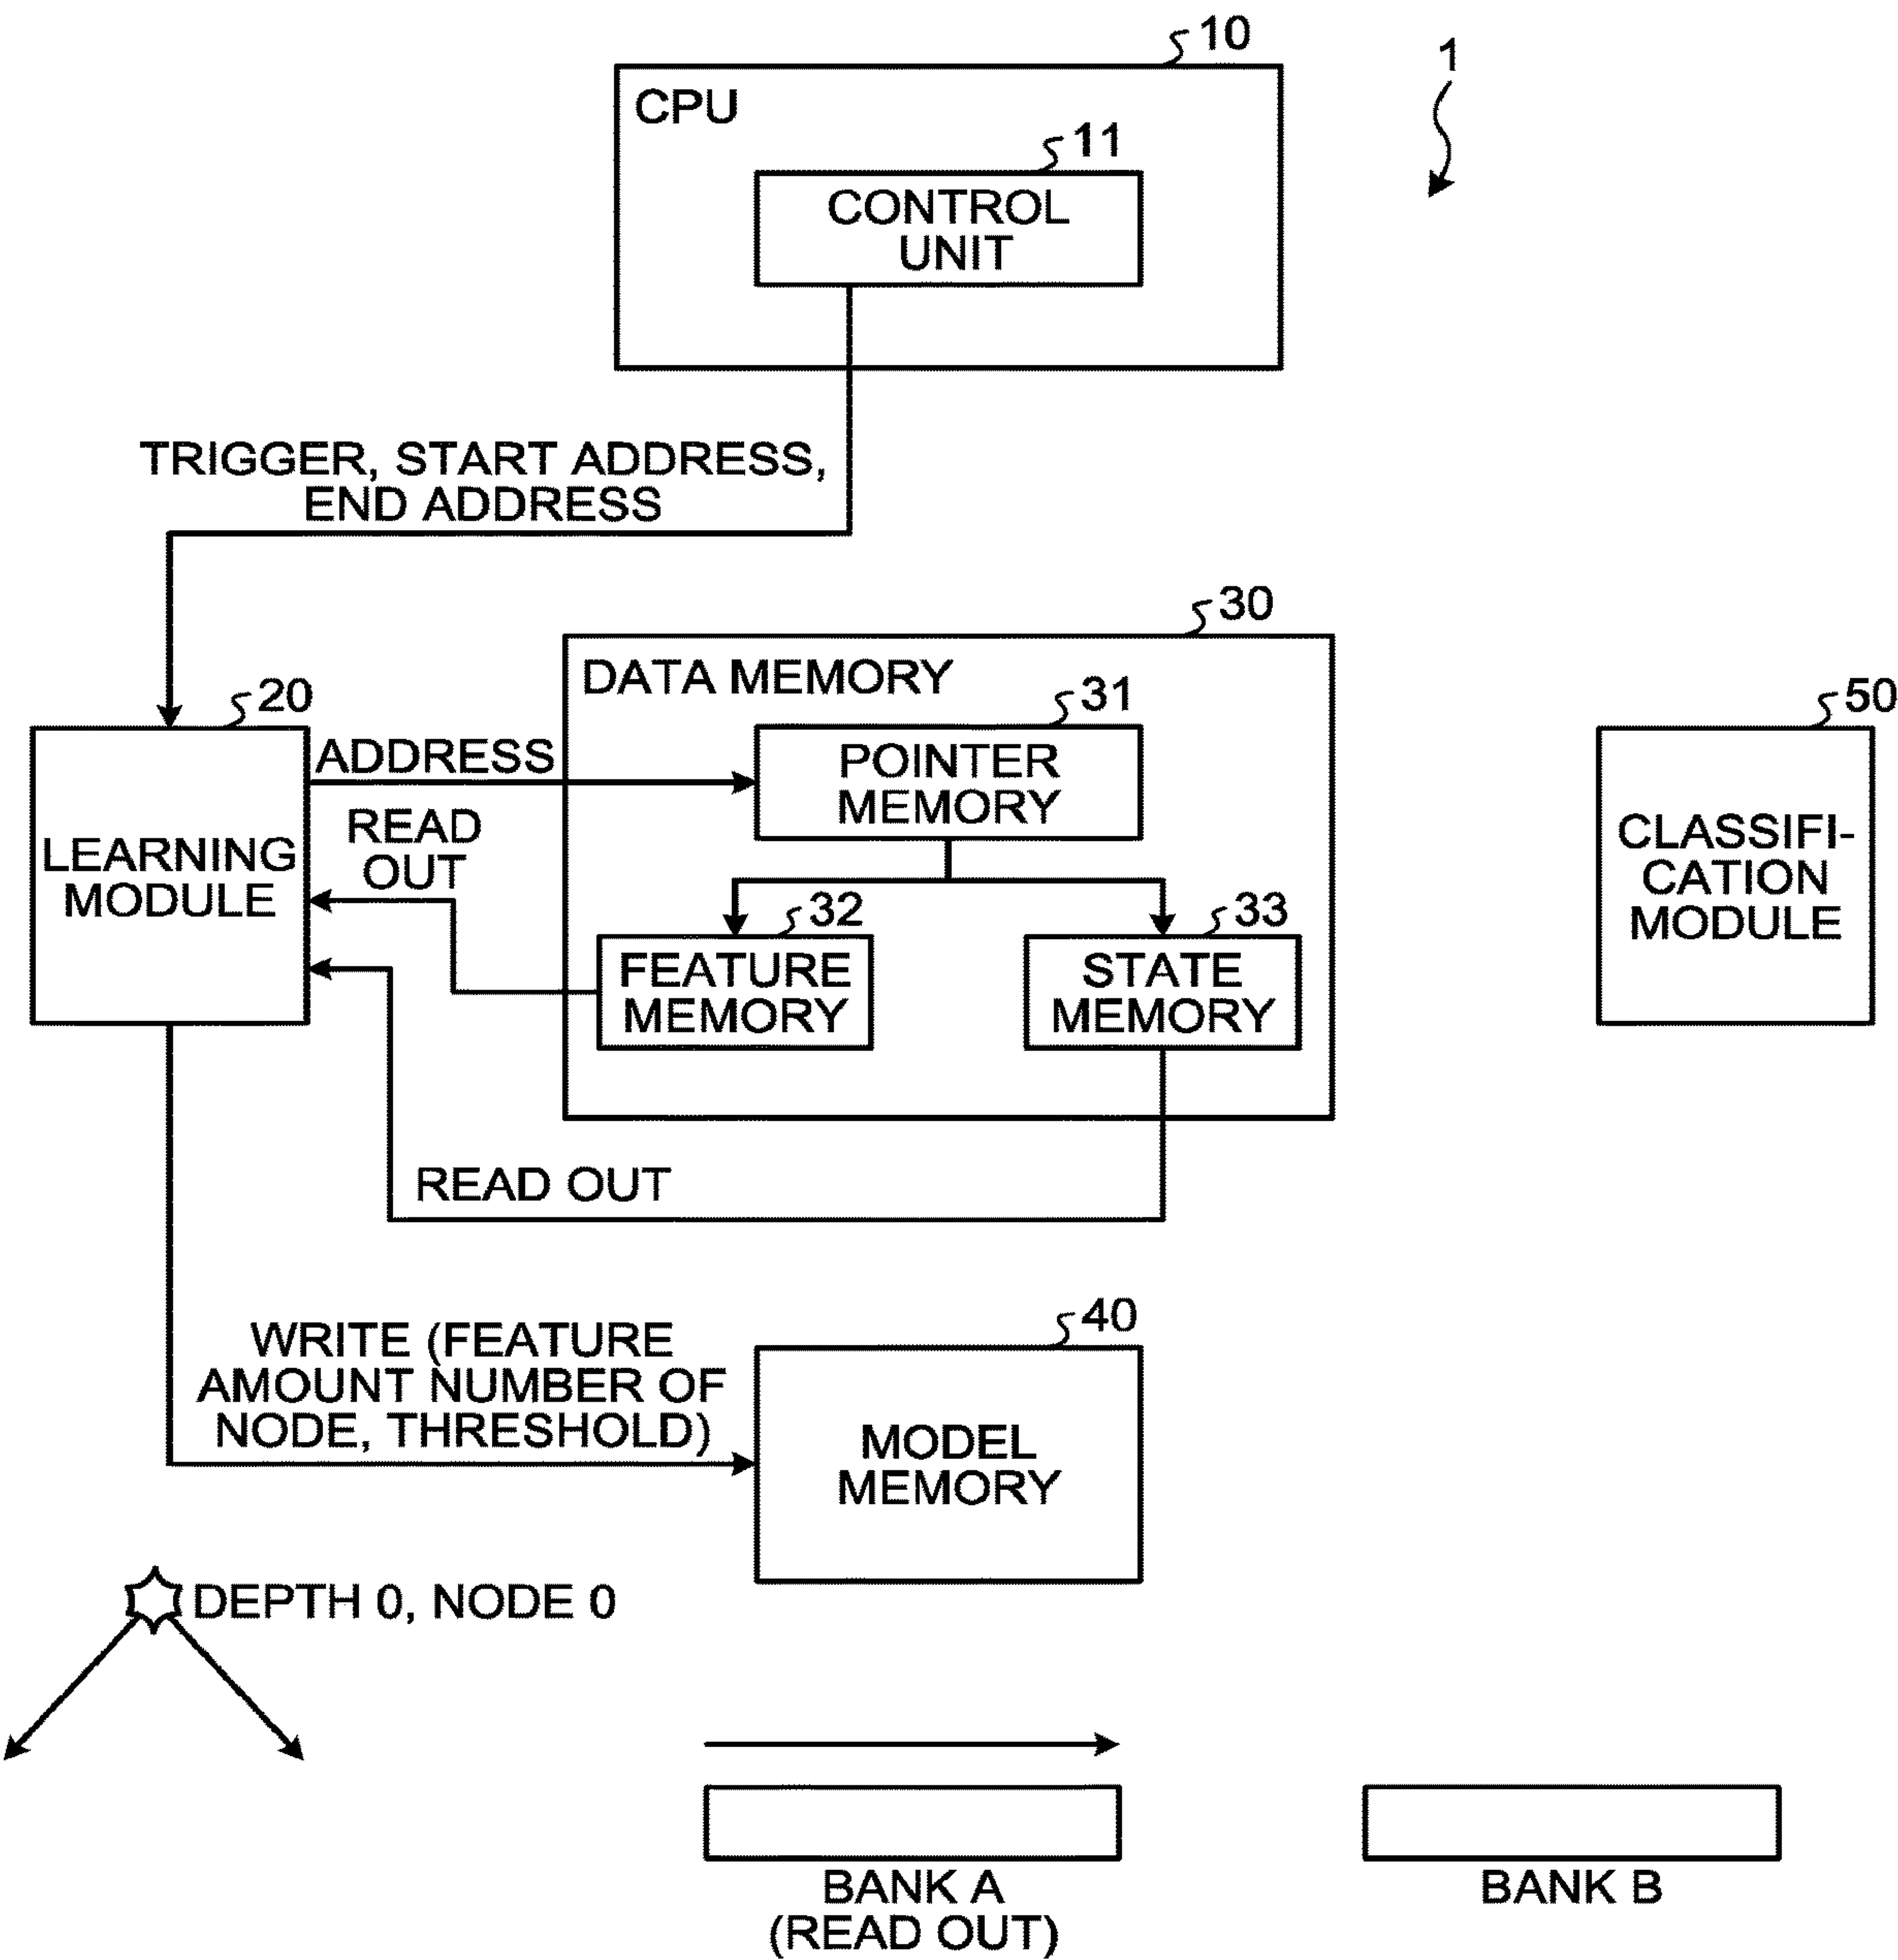 10
1
CPU
11
CONTROL
UNIT
TRIGGER, START ADDRESS,
END ADDRESS
30
DATA MEMORY
20
31
50
ADDRESS
POINTER
MEMORY
READ
OUT
LEARNING
MODULE
CLASSIFI-
CATION
MODULE
32
33
FEATURE
MEMORY
STATE
MEMORY
READ OUT
40
WRITE (FEATURE
AMOUNT NUMBER OF
NODE, THRESHOLD)
MODEL
MEMORY
DEPTH 0, NODE 0
BANK A
(READ OUT)
BANK B